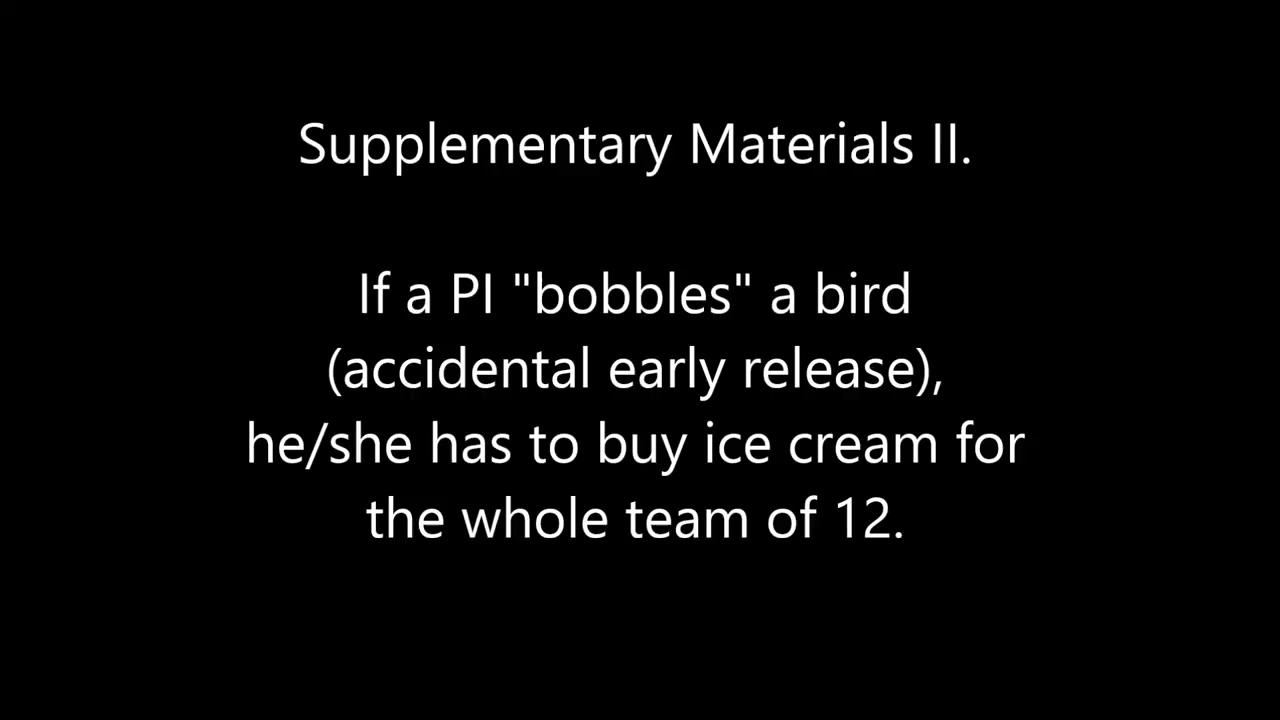 Supplementary Materials II.
If a PI "bobbles" a bird
(accidental early release),
he/she has to buy ice cream for
the whole team of 12.